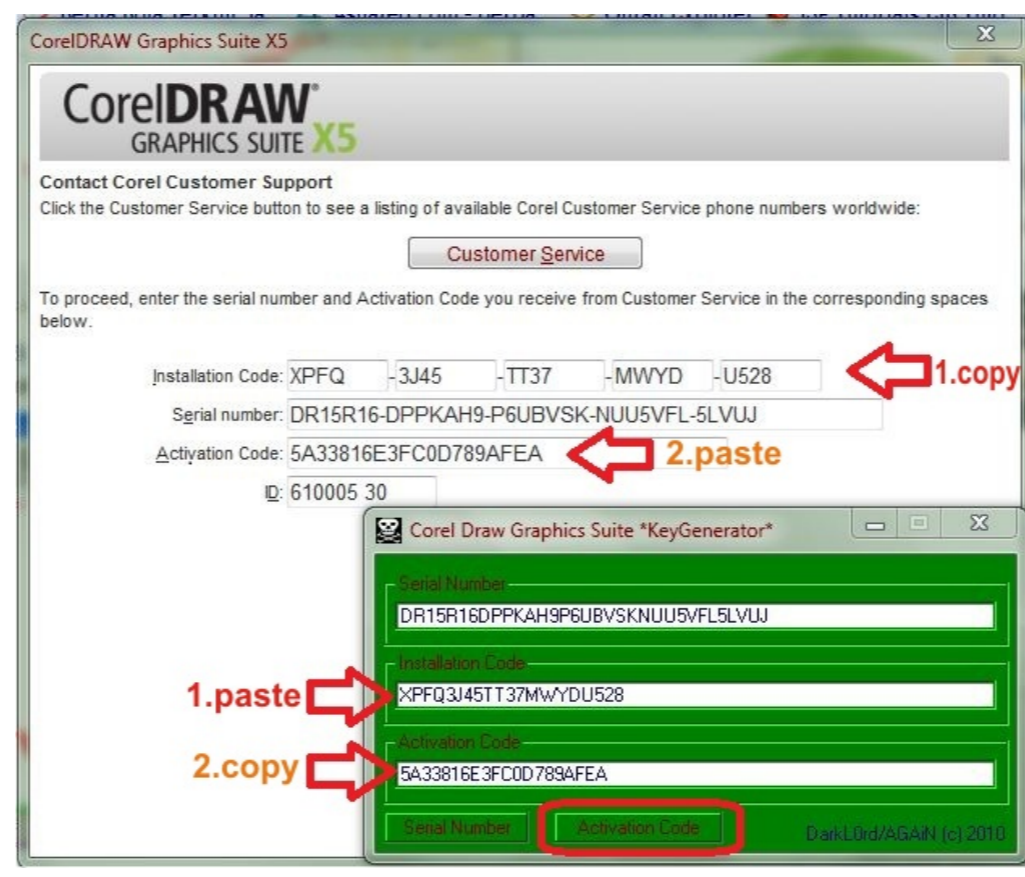 CorelDRAW Graphics Suite X5
CorelDRAW
GRAPHICS SUITE X5
Contact Corel Customer Support
Click the Customer Service button to see a listing of available Corel Customer Service phone numbers worldwide:
Customer Service
To proceed, enter the serial number and Activation Code you receive from Customer Service in the corresponding spaces
below.
Installation Code: XPFQ -3J45 -TT37 -MWYD -U528 1.copy
Serial number: DR15R16-DPPKAH9-P6UBVSK-NUU5VFL-5LVUJ
Activation Code: 5A33816E3FC0D789AFEA 2.paste
ID: 610005 30
Corel Draw Graphics Suite *KeyGenerator*
Serial Number
DR15R16DPPKAH9P6UBVSKNUU5VFL5LVUJ
Installation Code
1.paste XPFQ3J45TT37MWYDU528
Activation Code
2.copy 5A33816E3FC0D789AFEA
Serial Number Activation Code DarkL0rd/AGAiN (c) 2010